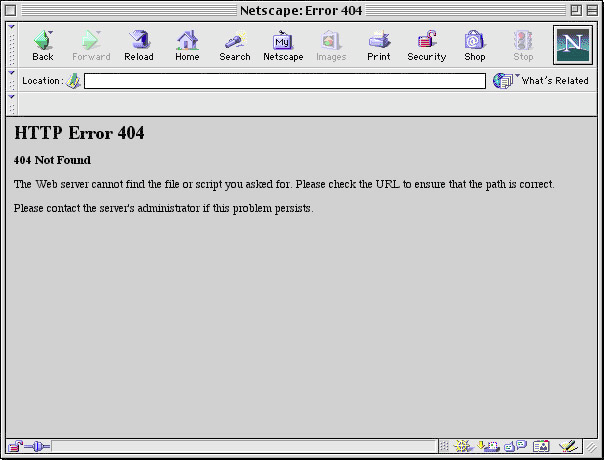 Netscape: Error 404
Back Forward Reload Home Search Netscape Images Print Security Shop Stop
My
N
Location: What's Related
HTTP Error 404
404 Not Found
The Web server cannot find the file or script you asked for. Please check the URL to ensure that the path is correct.
Please contact the server's administrator if this problem persists.